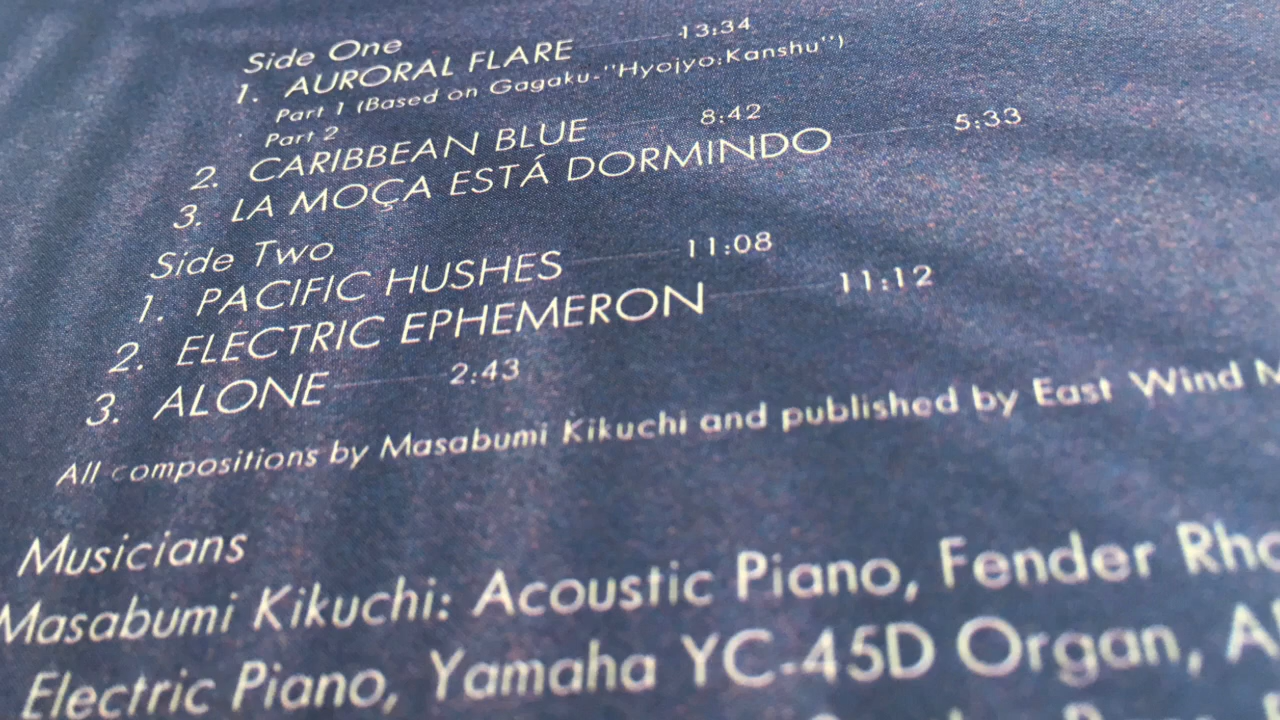 Side One
1. AURORAL FLARE 13:34
Part 1 (Based on Gagaku-"Hyojyo:Kanshu")
Part 2
2. CARIBBEAN BLUE 8:42
3. LA MOÇA ESTÁ DORMINDO 5:33
Side Two
1. PACIFIC HUSHES 11:08
2. ELECTRIC EPHEMERON 11:12
3. ALONE 2:43
All compositions by Masabumi Kikuchi and published by East Wind
Musicians
Masabumi Kikuchi: Acoustic Piano, Fender
Electric Piano, Yamaha YC-45D Organ,